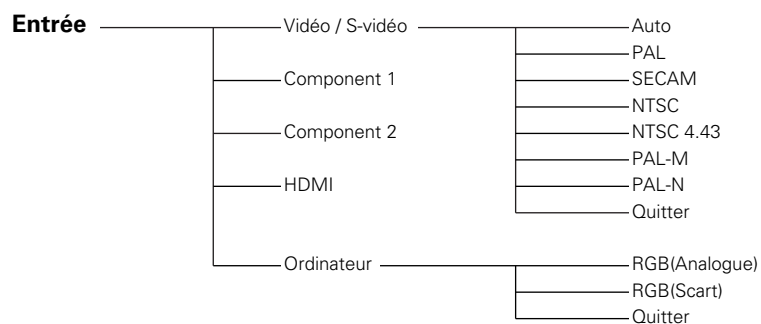 Entrée
Vidéo / S-vidéo
Auto
PAL
Component 1
SECAM
NTSC
Component 2
NTSC 4.43
PAL-M
HDMI
PAL-N
Quitter
Ordinateur
RGB(Analogue)
RGB(Scart)
Quitter